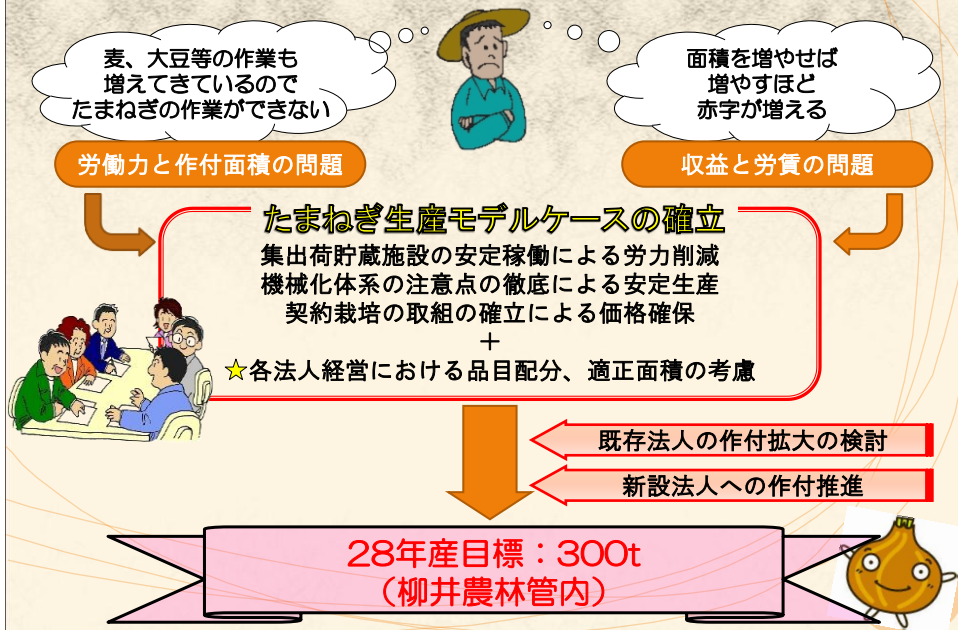 麦、大豆等の作業も
増えてきているので
たまねぎの作業ができない
面積を増やせば
増やすほど
赤字が増える
労働力と作付面積の問題
収益と労賃の問題
たまねぎ生産モデルケースの確立
集出荷貯蔵施設の安定稼働による労力削減
機械化体系の注意点の徹底による安定生産
契約栽培の取組の確立による価格確保
＋
☆各法人経営における品目配分、適正面積の考慮
既存法人の作付拡大の検討
新設法人への作付推進
28年産目標：300t
（柳井農林管内）